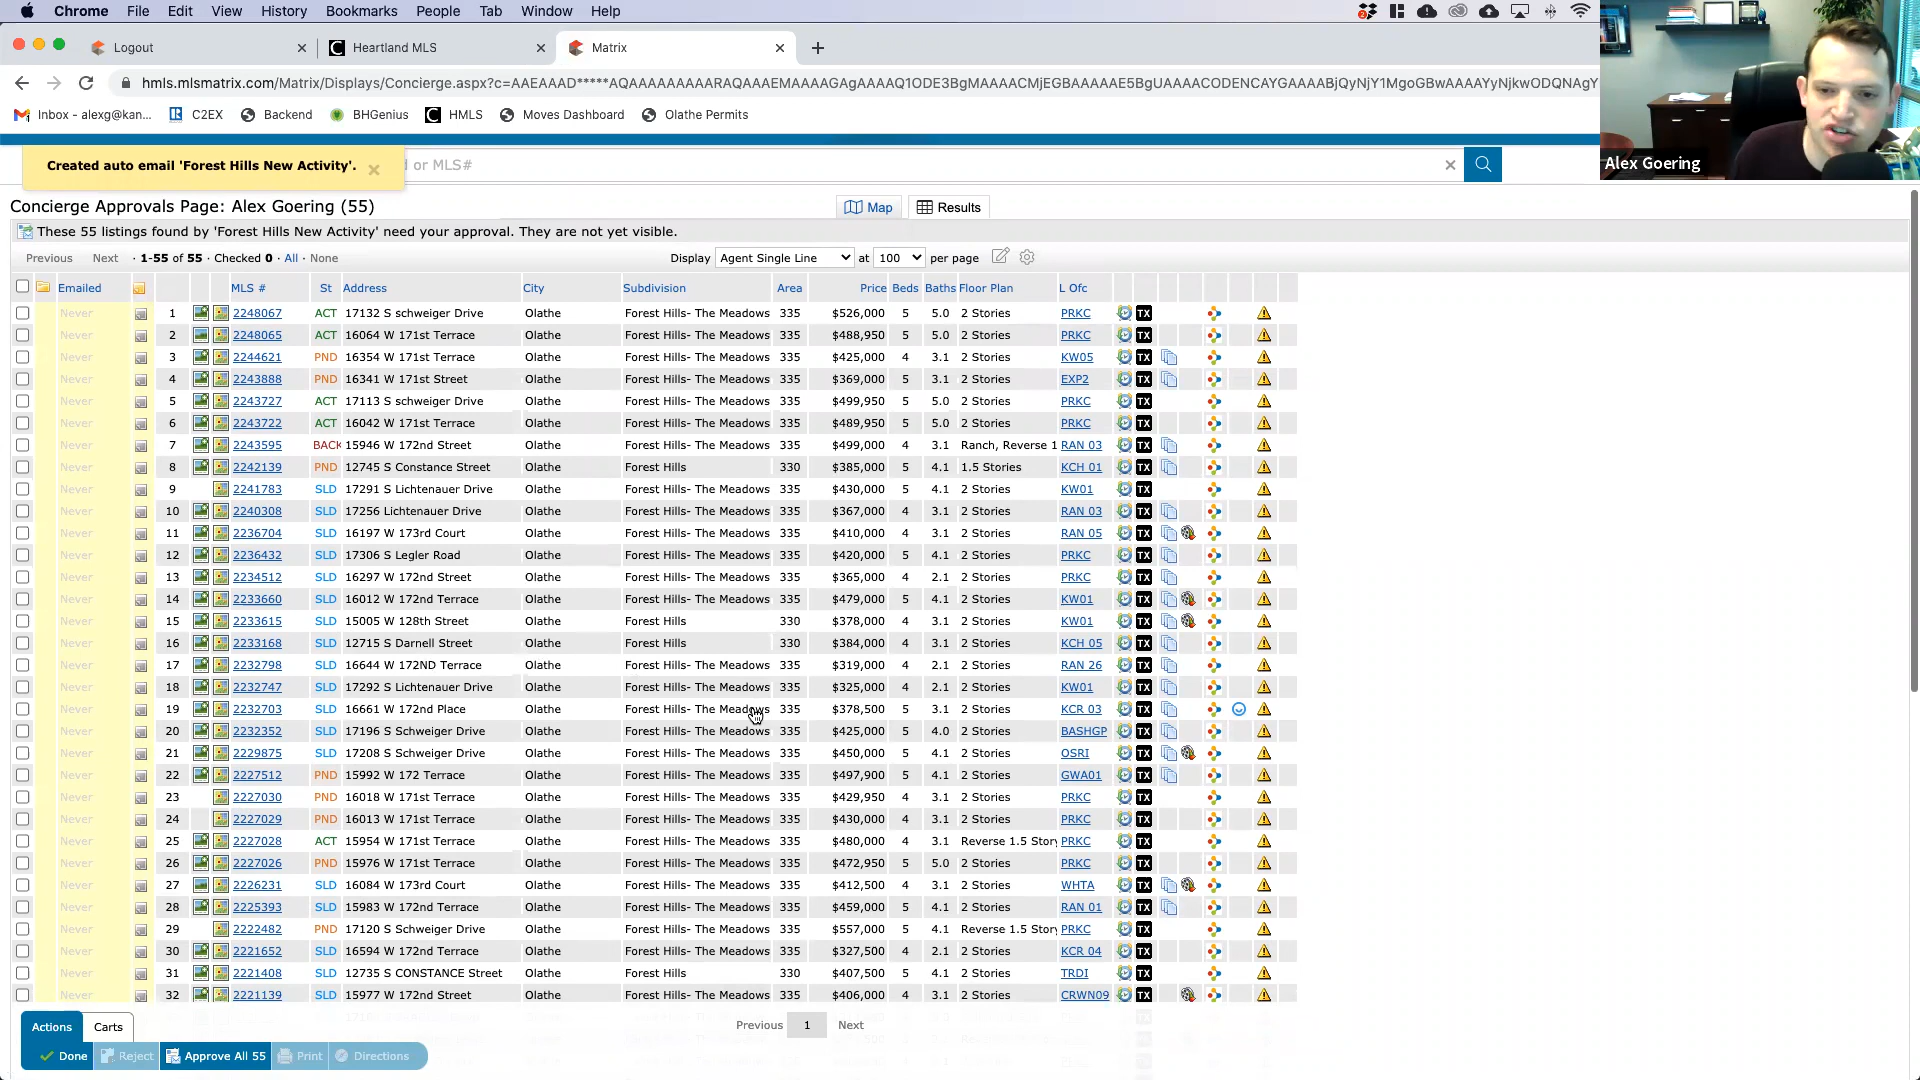 Chrome File Edit View History Bookmarks People Tab Window Help
Logout Heartland MLS Matrix
hmls.mlsmatrix.com/Matrix/Displays/Concierge.aspx?c=AAEAAAD*****AQAAAAAAAAARAQAAAEMAAAAGAgAAAAQ1ODE3BgMAAAACMjEGBAAAAAE5BgUAAAACODENCAYGAAAABjQyNjY1MgoGBwAAAAYyNjkwODQNAgY
Inbox - alexg@kan... C2EX Backend BHGenius HMLS Moves Dashboard Olathe Permits
Alex Goering
Created auto email 'Forest Hills New Activity'. or MLS#
Concierge Approvals Page: Alex Goering (55) Map Results
These 55 listings found by 'Forest Hills New Activity' need your approval. They are not yet visible.
Previous Next · 1-55 of 55 · Checked 0 · All · None Display Agent Single Line at 100 per page
Emailed MLS # St Address City Subdivision Area Price Beds Baths Floor Plan L Ofc
Never 1 2248067 ACT 17132 S schweiger Drive Olathe Forest Hills- The Meadows 335 $526,000 5 5.0 2 Stories PRKC TX
Never 2 2248065 ACT 16064 W 171st Terrace Olathe Forest Hills- The Meadows 335 $488,950 5 5.0 2 Stories PRKC TX
Never 3 2244621 PND 16354 W 171st Terrace Olathe Forest Hills- The Meadows 335 $425,000 4 3.1 2 Stories KW05 TX
Never 4 2243888 PND 16341 W 171st Street Olathe Forest Hills- The Meadows 335 $369,000 5 3.1 2 Stories EXP2 TX
Never 5 2243727 ACT 17113 S schweiger Drive Olathe Forest Hills- The Meadows 335 $499,950 5 5.0 2 Stories PRKC TX
Never 6 2243722 ACT 16042 W 171st Terrace Olathe Forest Hills- The Meadows 335 $489,950 5 5.0 2 Stories PRKC TX
Never 7 2243595 BACK 15946 W 172nd Street Olathe Forest Hills- The Meadows 335 $499,000 4 3.1 Ranch, Reverse 1 RAN 03 TX
Never 8 2242139 PND 12745 S Constance Street Olathe Forest Hills 330 $385,000 5 4.1 1.5 Stories KCH 01 TX
Never 9 2241783 SLD 17291 S Lichtenauer Drive Olathe Forest Hills- The Meadows 335 $430,000 5 4.1 2 Stories KW01 TX
Never 10 2240308 SLD 17256 Lichtenauer Drive Olathe Forest Hills- The Meadows 335 $367,000 4 3.1 2 Stories RAN 03 TX
Never 11 2236704 SLD 16197 W 173rd Court Olathe Forest Hills- The Meadows 335 $410,000 4 3.1 2 Stories RAN 05 TX
Never 12 2236432 SLD 17306 S Legler Road Olathe Forest Hills- The Meadows 335 $420,000 5 4.1 2 Stories PRKC TX
Never 13 2234512 SLD 16297 W 172nd Street Olathe Forest Hills- The Meadows 335 $365,000 4 2.1 2 Stories PRKC TX
Never 14 2233660 SLD 16012 W 172nd Terrace Olathe Forest Hills- The Meadows 335 $479,000 5 4.1 2 Stories KW01 TX
Never 15 2233615 SLD 15005 W 128th Street Olathe Forest Hills 330 $378,000 4 3.1 2 Stories KW01 TX
Never 16 2233168 SLD 12715 S Darnell Street Olathe Forest Hills 330 $384,000 4 3.1 2 Stories KCH 05 TX
Never 17 2232798 SLD 16644 W 172ND Terrace Olathe Forest Hills- The Meadows 335 $319,000 4 2.1 2 Stories RAN 26 TX
Never 18 2232747 SLD 17292 S Lichtenauer Drive Olathe Forest Hills- The Meadows 335 $325,000 4 2.1 2 Stories KW01 TX
Never 19 2232703 SLD 16661 W 172nd Place Olathe Forest Hills- The Meadows 335 $378,500 5 3.1 2 Stories KCR 03 TX
Never 20 2232352 SLD 17196 S Schweiger Drive Olathe Forest Hills- The Meadows 335 $425,000 4 4.0 2 Stories BASHGP TX
Never 21 2229875 SLD 17208 S Schweiger Drive Olathe Forest Hills- The Meadows 335 $450,000 5 4.1 2 Stories OSRI TX
Never 22 2227512 PND 15992 W 172 Terrace Olathe Forest Hills- The Meadows 335 $497,900 5 4.1 2 Stories GWA01 TX
Never 23 2227030 PND 16018 W 171st Terrace Olathe Forest Hills- The Meadows 335 $429,950 4 3.1 2 Stories PRKC TX
Never 24 2227029 PND 16013 W 171st Terrace Olathe Forest Hills- The Meadows 335 $430,000 4 3.1 2 Stories PRKC TX
Never 25 2227028 ACT 15954 W 171st Terrace Olathe Forest Hills- The Meadows 335 $480,000 4 3.1 Reverse 1.5 Story PRKC TX
Never 26 2227026 PND 15976 W 171st Terrace Olathe Forest Hills- The Meadows 335 $472,950 5 5.0 2 Stories PRKC TX
Never 27 2226231 SLD 16084 W 173rd Court Olathe Forest Hills- The Meadows 335 $412,500 4 3.1 2 Stories WHTA TX
Never 28 2225393 SLD 15983 W 172nd Terrace Olathe Forest Hills- The Meadows 335 $459,000 5 4.1 2 Stories RAN 01 TX
Never 29 2222482 PND 17120 S Schweiger Drive Olathe Forest Hills- The Meadows 335 $557,000 5 4.1 Reverse 1.5 Story PRKC TX
Never 30 2221652 SLD 16594 W 172nd Terrace Olathe Forest Hills- The Meadows 335 $327,500 4 2.1 2 Stories KCR 04 TX
Never 31 2221408 SLD 12735 S CONSTANCE Street Olathe Forest Hills 330 $407,500 5 4.1 2 Stories TRDI TX
Never 32 2221139 SLD 15977 W 172nd Street Olathe Forest Hills- The Meadows 335 $406,000 4 3.1 2 Stories CRWN09 TX
Actions Carts Previous 1 Next
Done Reject Approve All 55 Print Directions